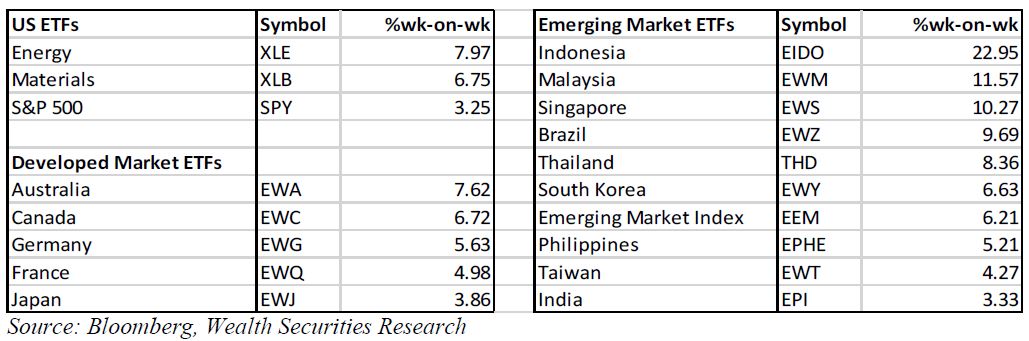 US ETFs Symbol %wk-on-wk Emerging Market ETFs Symbol %wk-on-wk
Energy XLE 7.97 Indonesia EIDO 22.95
Materials XLB 6.75 Malaysia EWM 11.57
S&P 500 SPY 3.25 Singapore EWS 10.27
Brazil EWZ 9.69
Developed Market ETFs Thailand THD 8.36
Australia EWA 7.62 South Korea EWY 6.63
Canada EWC 6.72 Emerging Market Index EEM 6.21
Germany EWG 5.63 Philippines EPHE 5.21
France EWQ 4.98 Taiwan EWT 4.27
Japan EWJ 3.86 India EPI 3.33
Source: Bloomberg, Wealth Securities Research